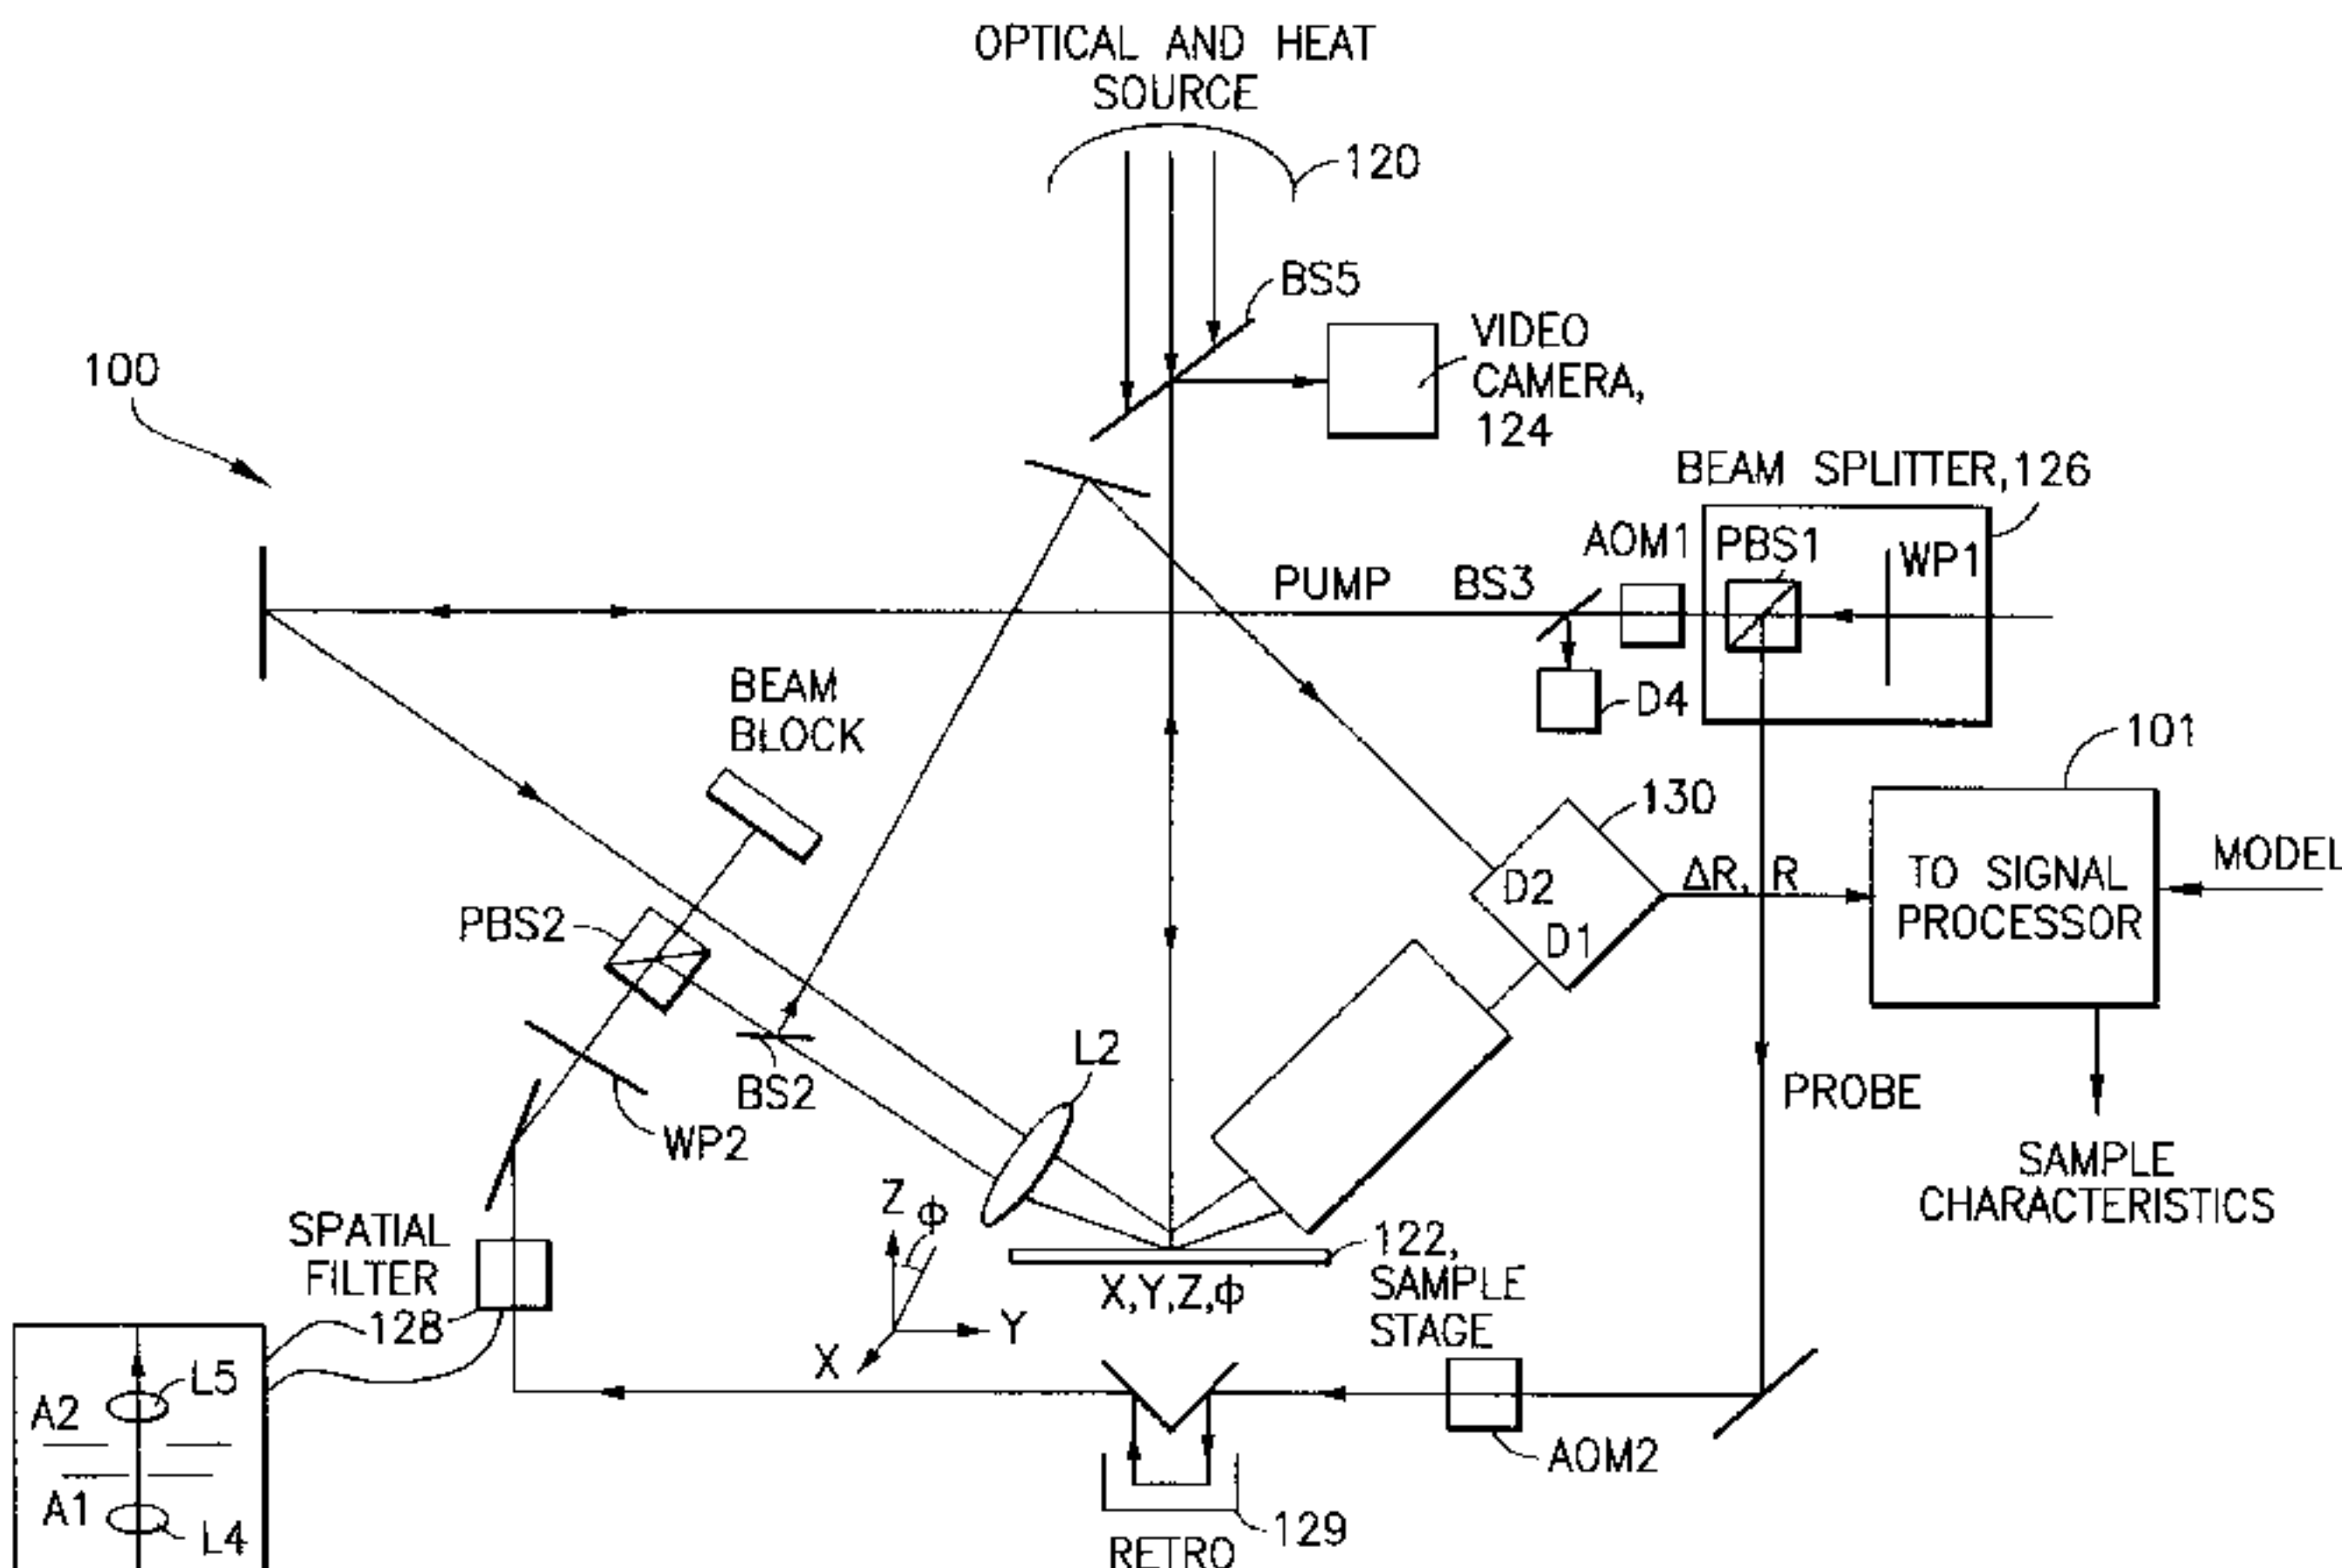 OPTICAL AND HEAT
SOURCE
120
BS5
VIDEO
CAMERA,
124
100
BEAM SPLITTER,126
AOM1
PBS1
WP1
PUMP
BS3
D4
BEAM
BLOCK
101
130
MODEL
ΔR, R
TO SIGNAL
PROCESSOR
D2
D1
PBS2
BS2
L2
WP2
PROBE
SAMPLE
CHARACTERISTICS
Z
Φ
X
Y
122,
SAMPLE
STAGE
X,Y,Z,Φ
SPATIAL
FILTER
128
L5
A2
A1
L4
AOM2
129
RETRO